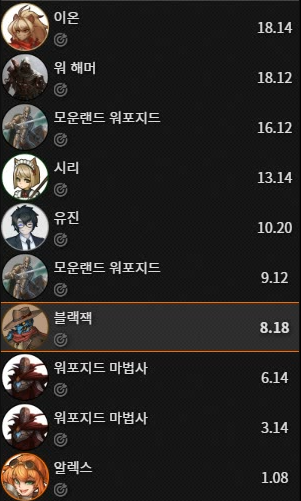 이온
18.14
워 해머
18.12
모운랜드 워포지드
16.12
시리
13.14
유진
10.20
모운랜드 워포지드
9.12
블랙잭
8.18
워포지드 마법사
6.14
워포지드 마법사
3.14
알렉스
1.08